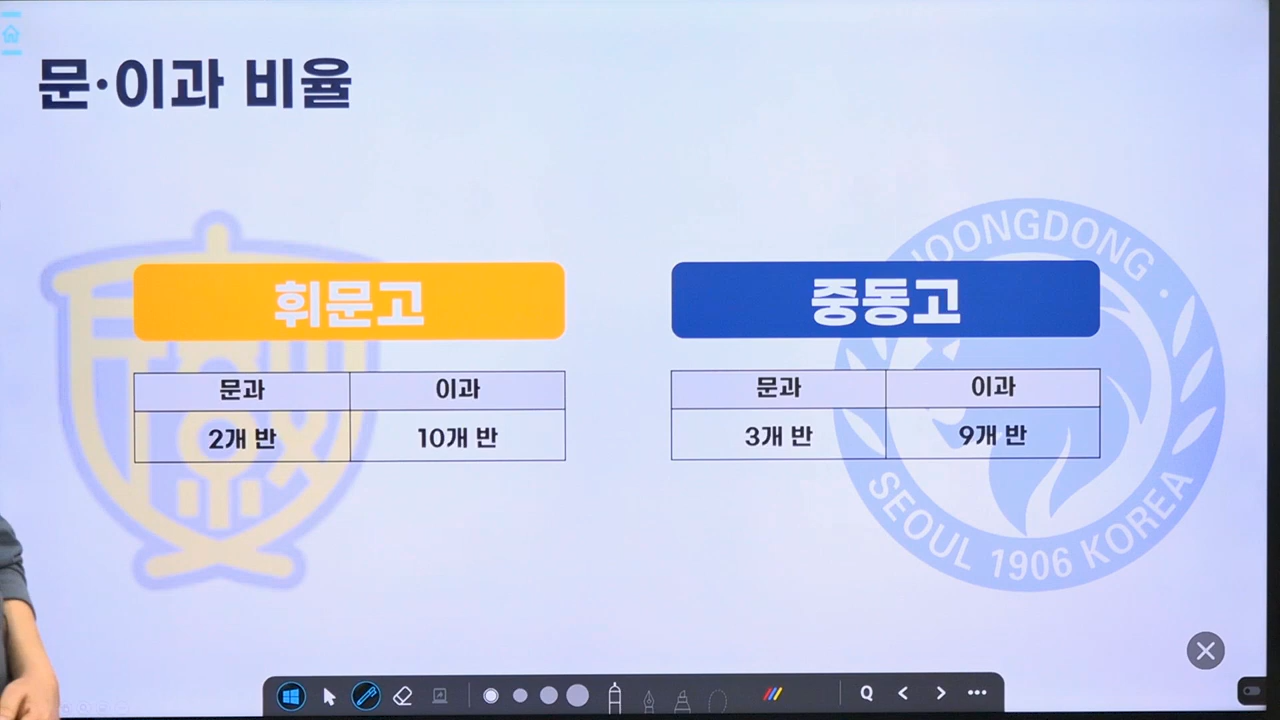 문·이과 비율
휘문고
문과 이과
2개 반 10개 반
중동고
문과 이과
3개 반 9개 반
SEOUL 1906 KOREA